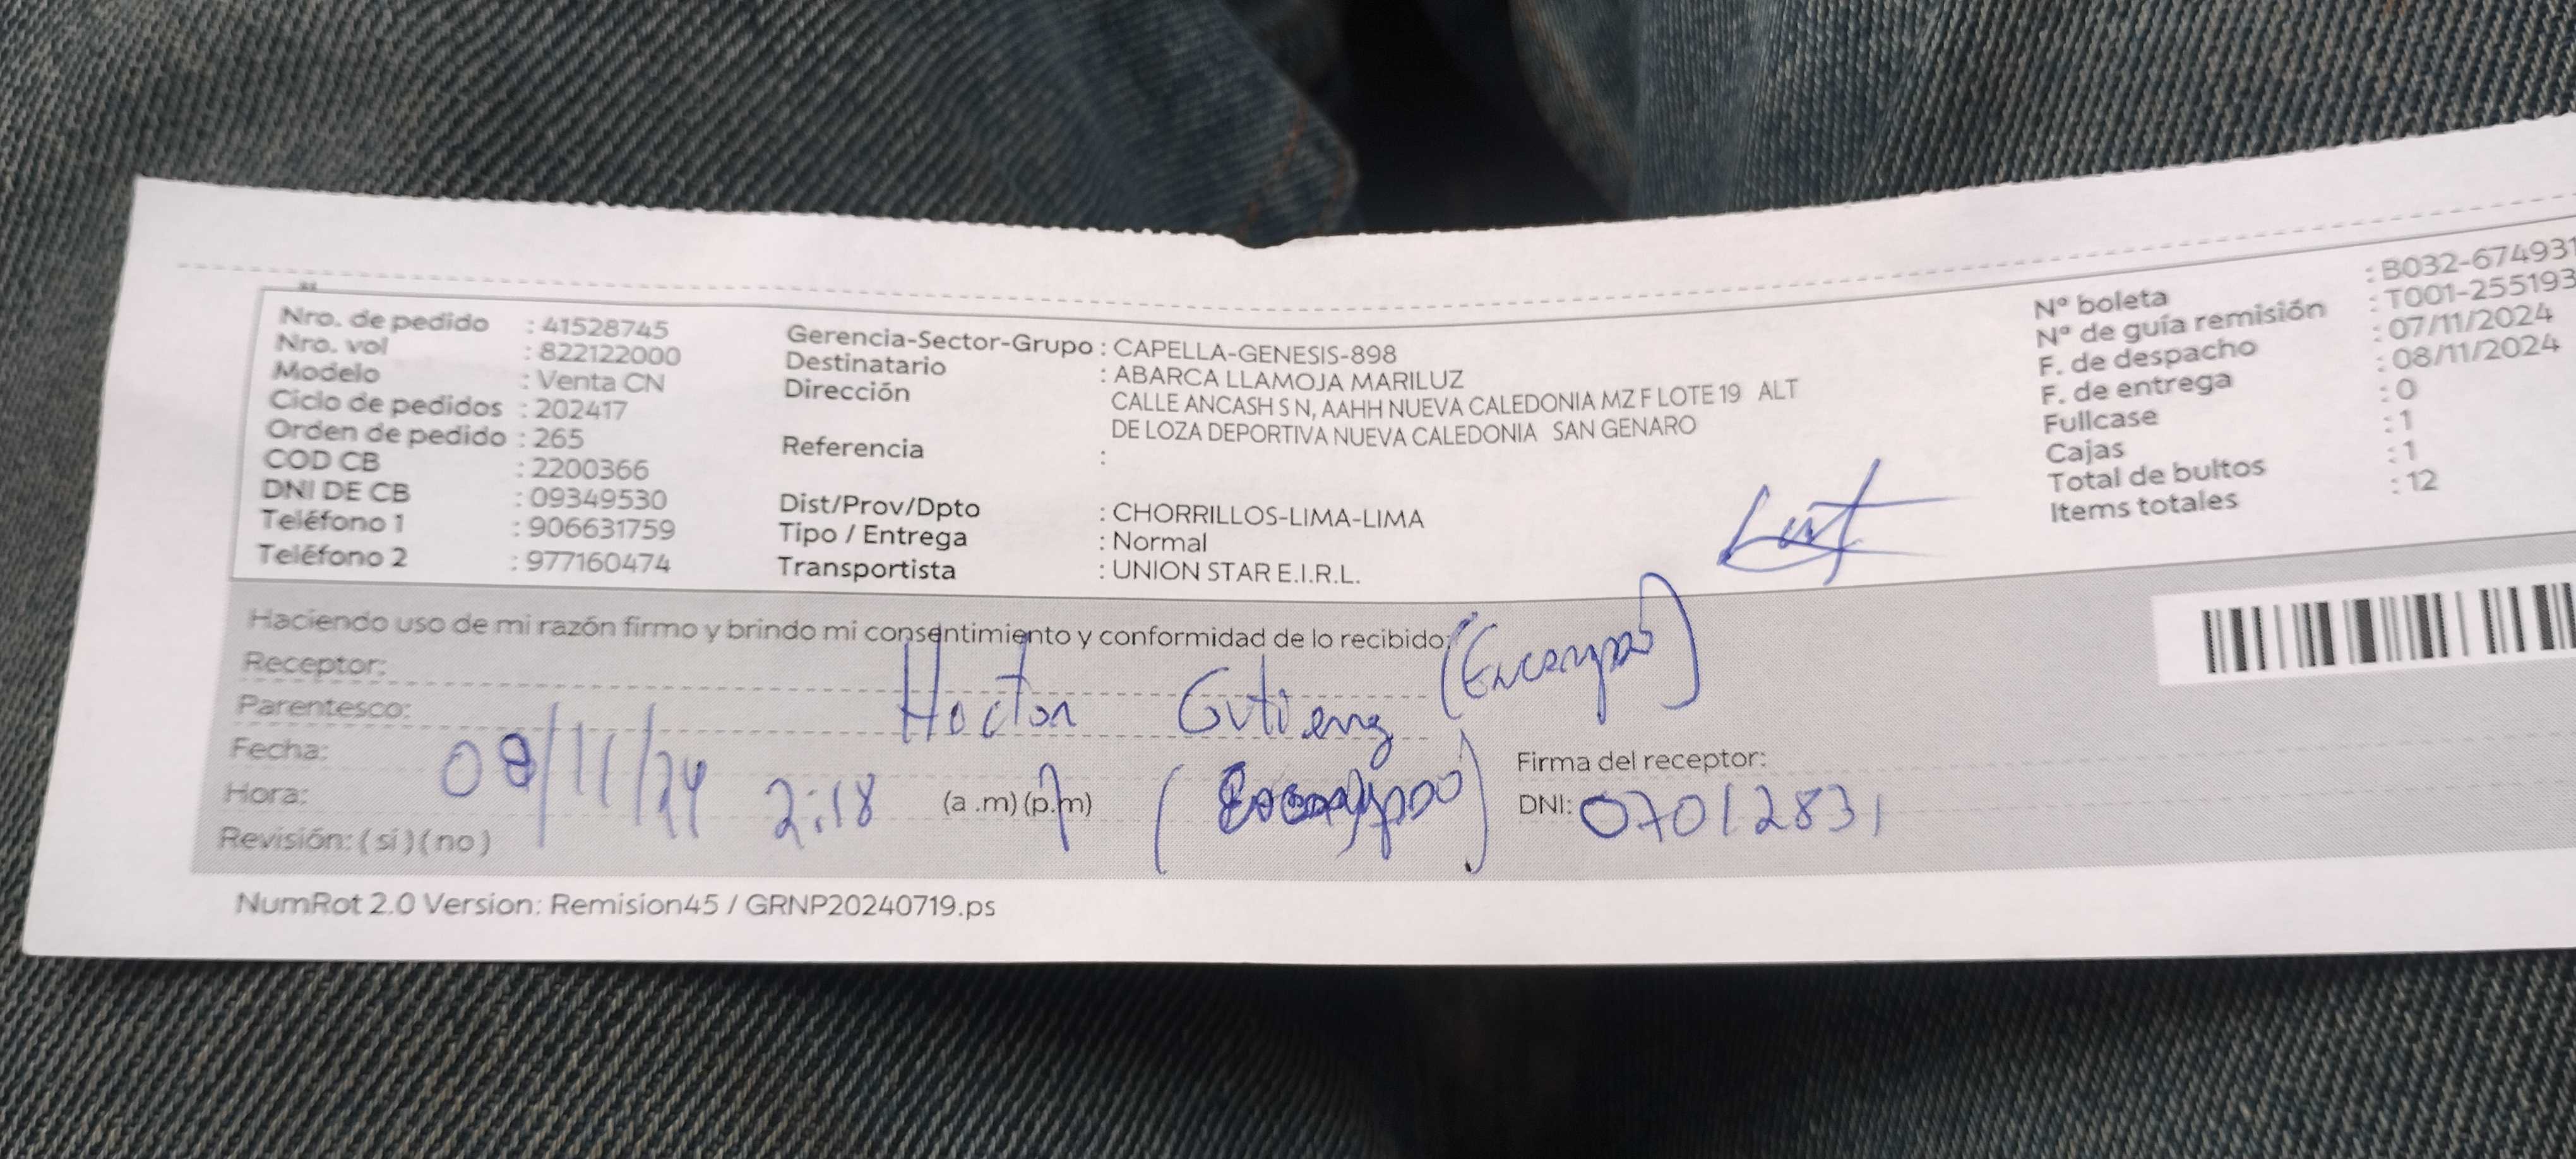 Nro. de pedido : 41528745
Nro. vol : 822122000
Modelo : Venta CN
Ciclo de pedidos : 202417
Orden de pedido : 265
COD CB : 2200366
DNI DE CB : 09349530
Teléfono 1 : 906631759
Teléfono 2 : 977160474
Gerencia-Sector-Grupo : CAPELLA-GENESIS-898
Destinatario : ABARCA LLAMOJA MARILUZ
Dirección CALLE ANCASH S N, AAHH NUEVA CALEDONIA MZ F LOTE 19 ALT
DE LOZA DEPORTIVA NUEVA CALEDONIA SAN GENARO
Referencia :
Dist/Prov/Dpto : CHORRILLOS-LIMA-LIMA
Tipo / Entrega : Normal
Transportista : UNION STAR E.I.R.L.
N° boleta : B032-674931
N° de guía remisión : T001-255193
F. de despacho : 07/11/2024
F. de entrega : 08/11/2024
Fullcase : 0
Cajas : 1
Total de bultos : 1
Items totales : 12
Haciendo uso de mi razón firmo y brindo mi consentimiento y conformidad de lo recibido:
Receptor:
Parentesco: Hector Gutierrez
Fecha: 08/11/24
Hora: 2:18 (a .m) (p.m)
Revisión: ( si ) ( no )
Firma del receptor:
DNI: 07012831
NumRot 2.0 Version: Remision45 / GRNP20240719.ps